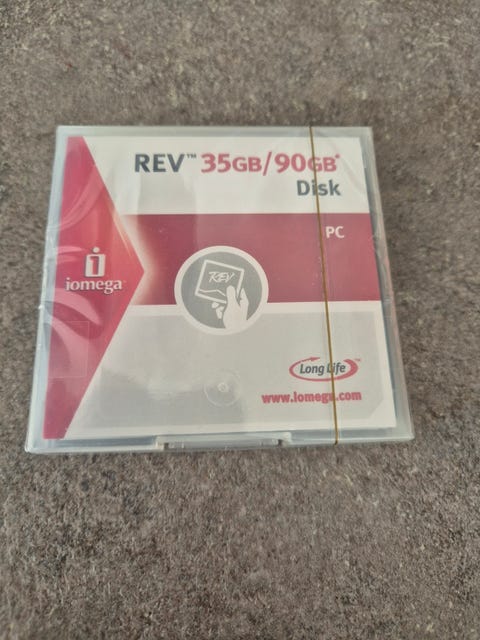 REV™ 35GB/90GB*
Disk
PC
iomega
REV
Long Life™
www.iomega.com